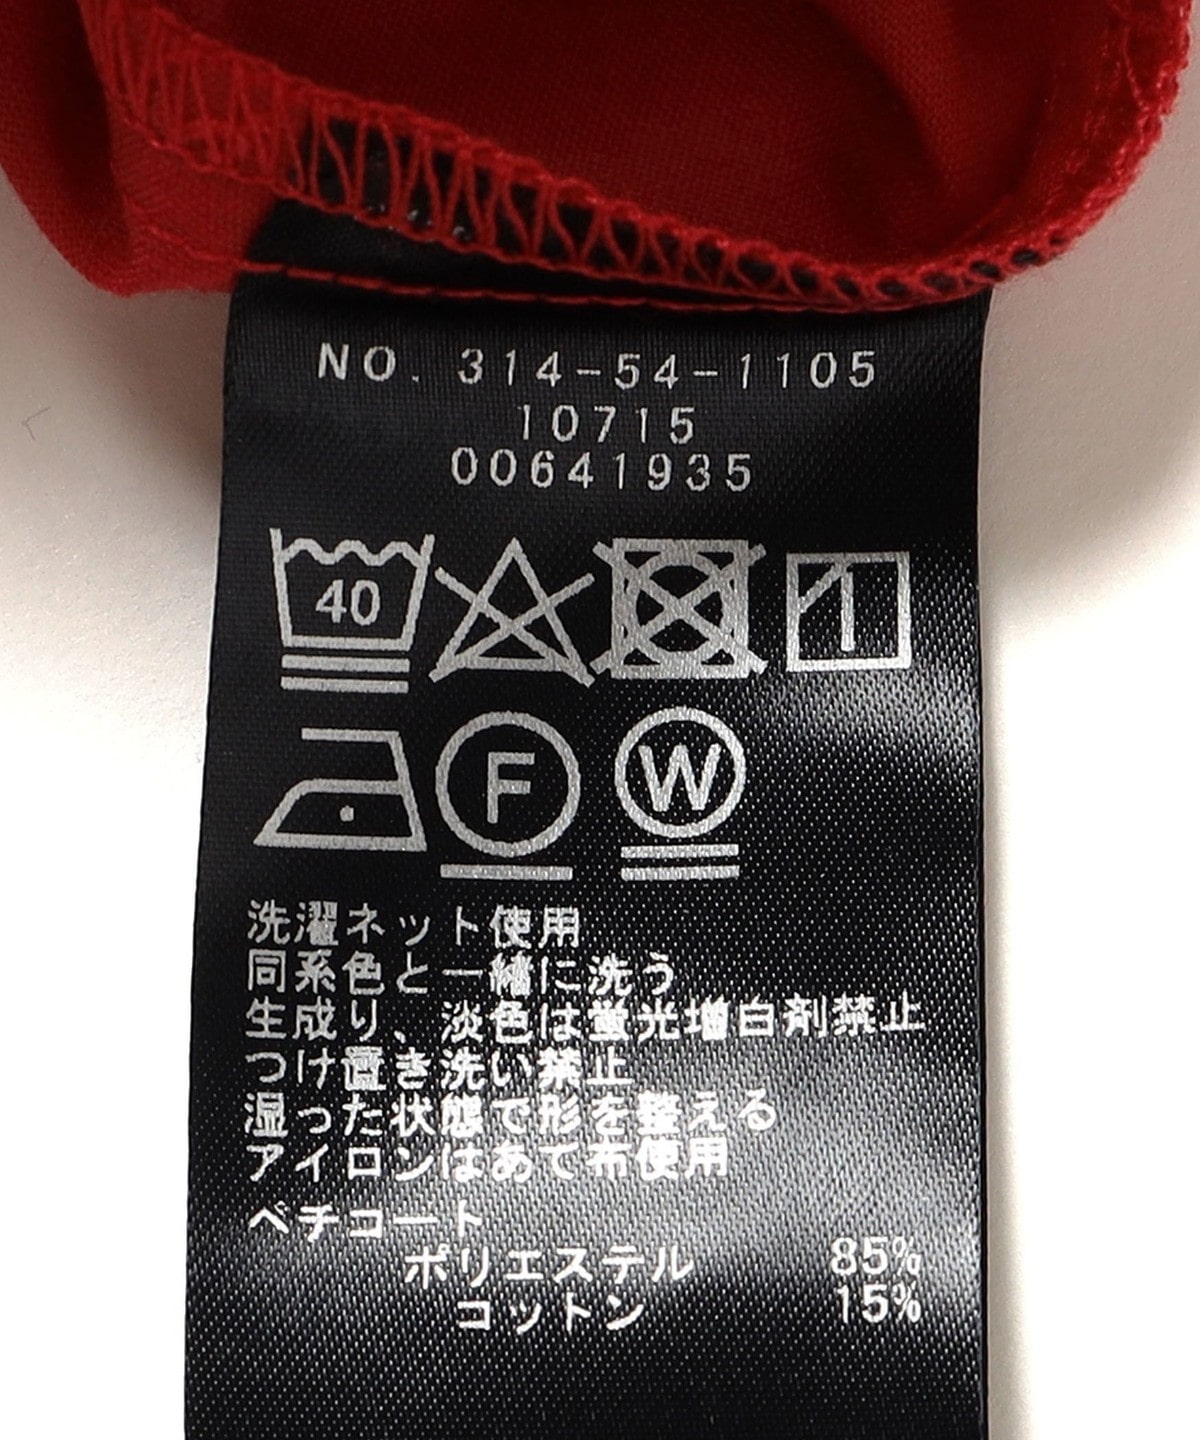 NO. 314-54-1105
10715
00641935
40
F W
洗濯ネット使用
同系色と一緒に洗う
生成り、淡色は蛍光増白剤禁止
つけ置き洗い禁止
湿った状態で形を整える
アイロンはあて布使用
ペチコート
ポリエステル 85%
コットン 15%